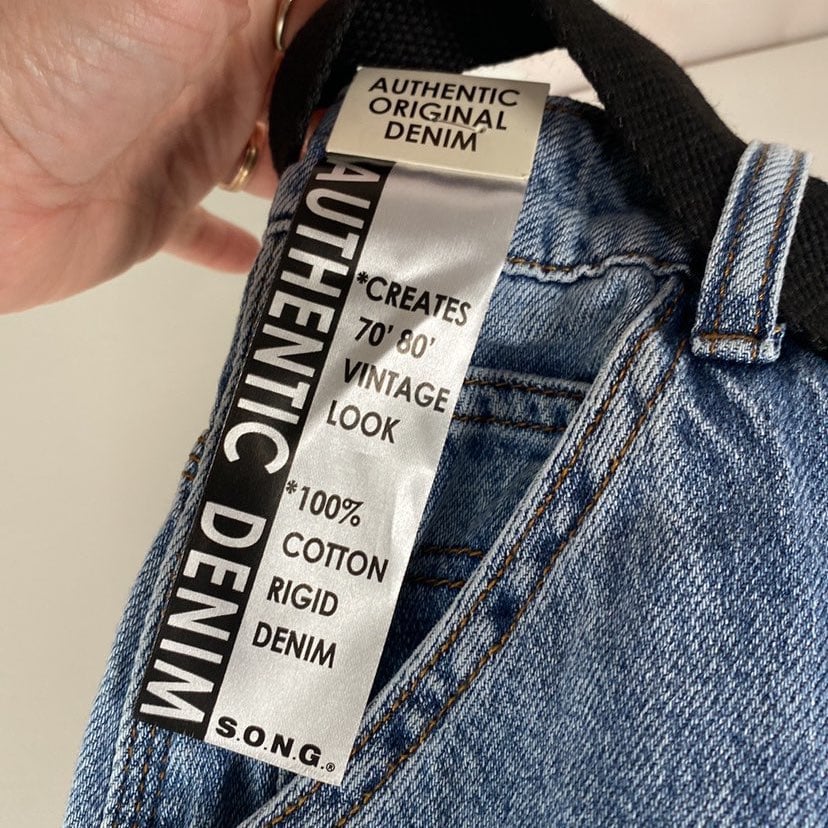 AUTHENTIC
ORIGINAL
DENIM
AUTHENTIC DENIM
*CREATES
70' 80'
VINTAGE
LOOK
*100%
COTTON
RIGID
DENIM
S.O.N.G.®